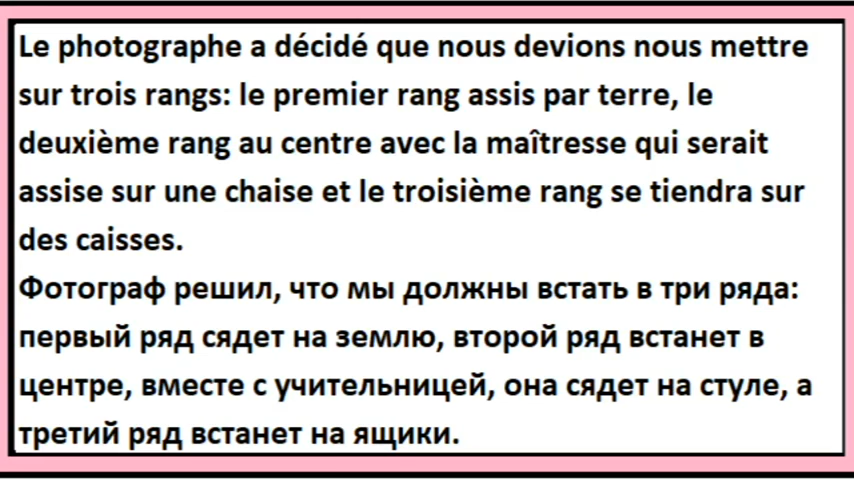 Le photographe a décidé que nous devions nous mettre
sur trois rangs: le premier rang assis par terre, le
deuxième rang au centre avec la maîtresse qui serait
assise sur une chaise et le troisième rang se tiendra sur
des caisses.
Фотограф решил, что мы должны встать в три ряда:
первый ряд сядет на землю, второй ряд встанет в
центре, вместе с учительницей, она сядет на стуле, а
третий ряд встанет на ящики.